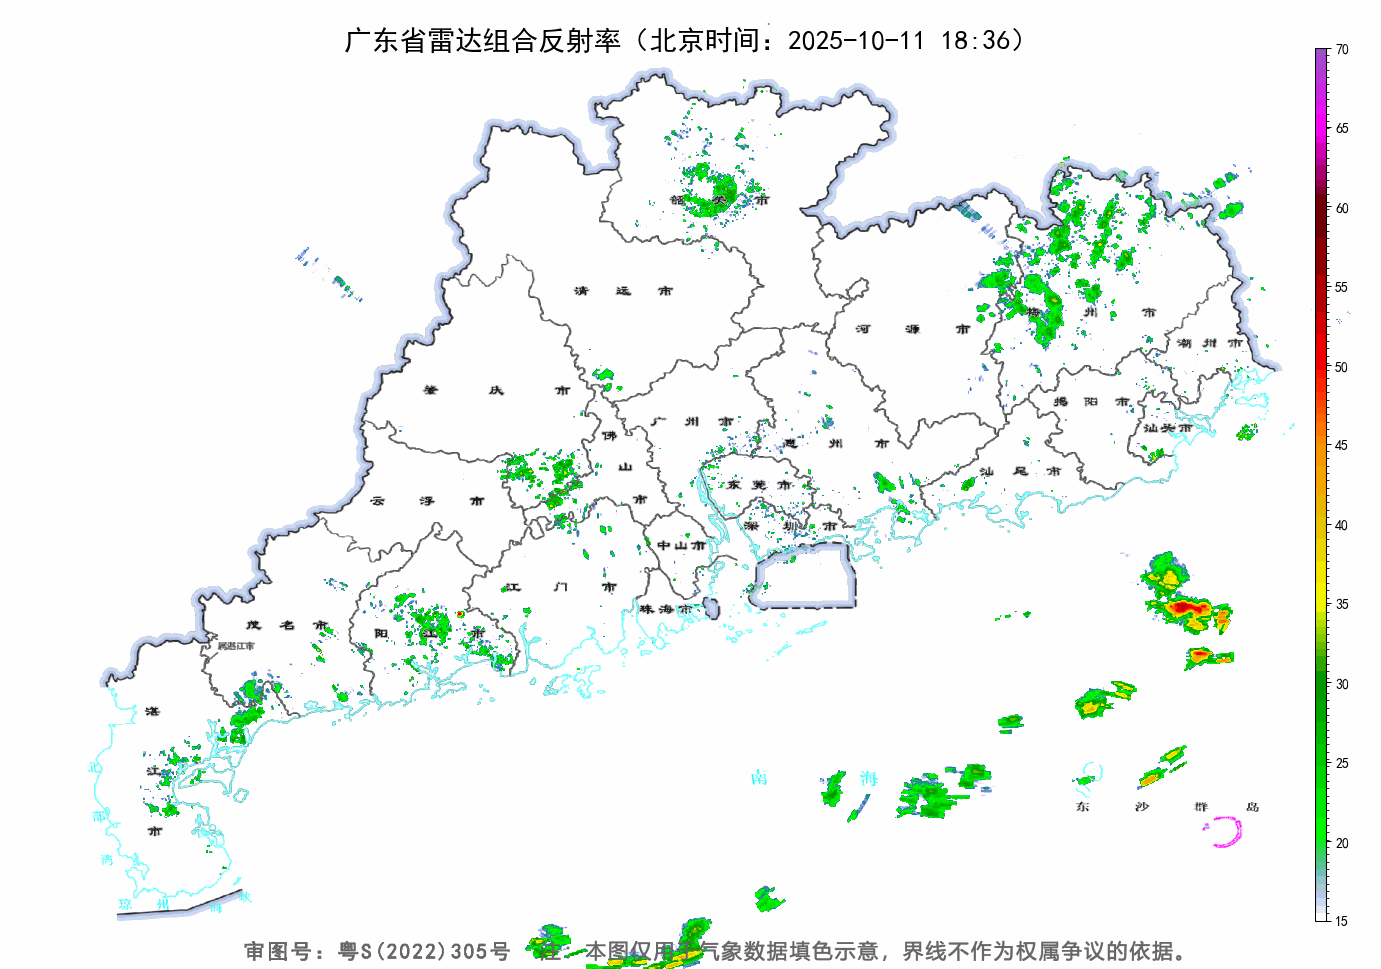 广东省雷达组合反射率（北京时间：2025-10-11 18:36）
70
65
60
55
50
45
40
35
30
25
20
15
韶关市
清远市
河源市
梅州市
潮州市
肇庆市
广州市
揭阳市
汕头市
佛山市
惠州市
汕尾市
云浮市
东莞市
深圳市
中山市
江门市
珠海市
茂名市
阳江市
属湛江市
湛江市
南海
东沙群岛
北部湾
琼州海峡
审图号：粤S(2022)305号 注：本图仅用于气象数据填色示意，界线不作为权属争议的依据。